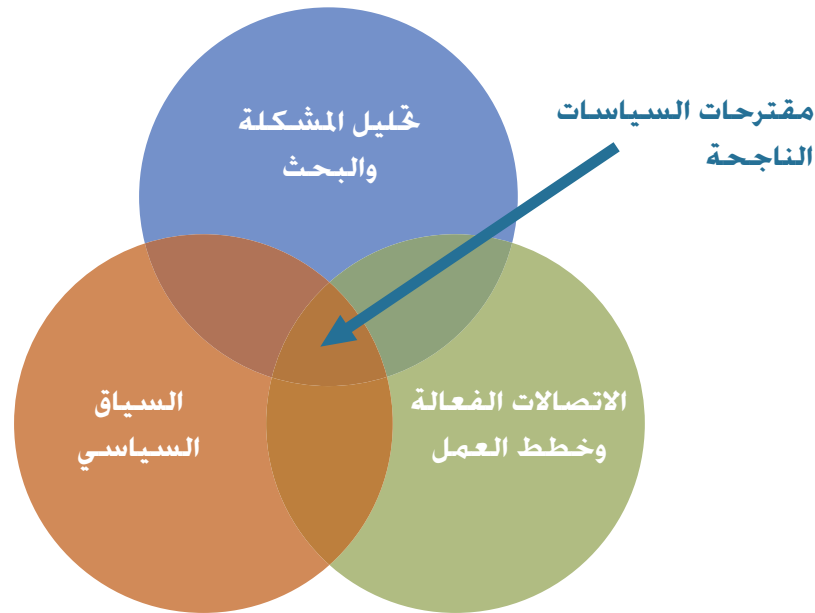 تحليل المشكلة
والبحث
مقترحات السياسات
الناجحة
السياق
السياسي
الاتصالات الفعالة
وخطط العمل